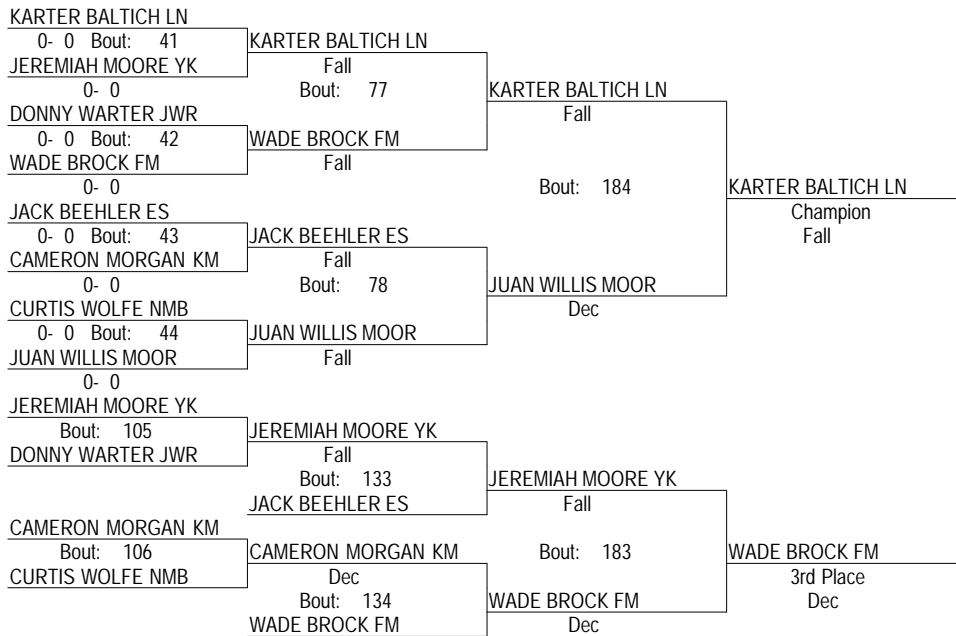 KARTER BALTICH LN
0- 0 Bout: 41
JEREMIAH MOORE YK
0- 0
DONNY WARTER JWR
0- 0 Bout: 42
WADE BROCK FM
0- 0
JACK BEEHLER ES
0- 0 Bout: 43
CAMERON MORGAN KM
0- 0
CURTIS WOLFE NMB
0- 0 Bout: 44
JUAN WILLIS MOOR
0- 0
KARTER BALTICH LN
Fall
Bout: 77
WADE BROCK FM
Fall
JACK BEEHLER ES
Fall
Bout: 78
JUAN WILLIS MOOR
Fall
KARTER BALTICH LN
Fall
Bout: 184
JUAN WILLIS MOOR
Dec
KARTER BALTICH LN
Champion
Fall
JEREMIAH MOORE YK
Bout: 105
DONNY WARTER JWR
CAMERON MORGAN KM
Bout: 106
CURTIS WOLFE NMB
JEREMIAH MOORE YK
Fall
Bout: 133
JACK BEEHLER ES
CAMERON MORGAN KM
Dec
Bout: 134
WADE BROCK FM
JEREMIAH MOORE YK
Fall
Bout: 183
WADE BROCK FM
Dec
WADE BROCK FM
3rd Place
Dec